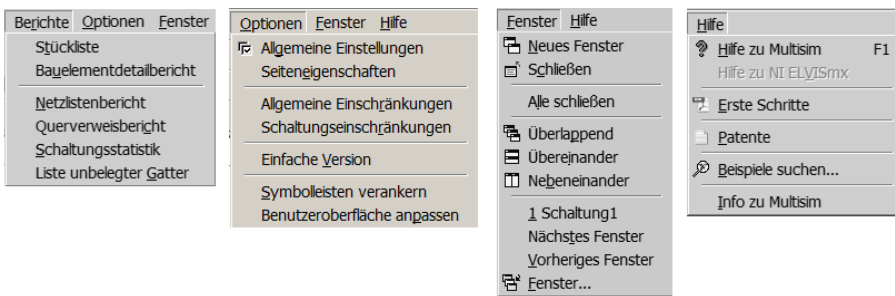 Berichte Optionen Fenster
Stückliste
Bauelementdetailbericht
Netzlistenbericht
Querverweisbericht
Schaltungsstatistik
Liste unbelegter Gatter
Optionen Fenster Hilfe
Allgemeine Einstellungen
Seiteneigenschaften
Allgemeine Einschränkungen
Schaltungseinschränkungen
Einfache Version
Symbolleisten verankern
Benutzeroberfläche anpassen
Fenster Hilfe
Neues Fenster
Schließen
Alle schließen
Überlappend
Übereinander
Nebeneinander
1 Schaltung1
Nächstes Fenster
Vorheriges Fenster
Fenster...
Hilfe
Hilfe zu Multisim F1
Hilfe zu NI ELVISmx
Erste Schritte
Patente
Beispiele suchen...
Info zu Multisim